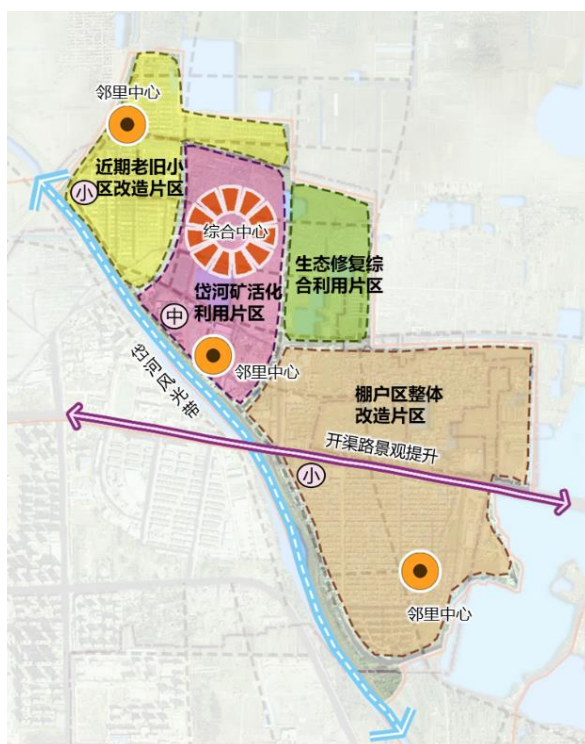 邻里中心
近期老旧小
区改造片区
小
综合中心
生态修复综
合利用片区
岱河矿活化
利用片区
中
邻里中心
岱河风光带
棚户区整体
改造片区
开渠路景观提升
小
邻里中心